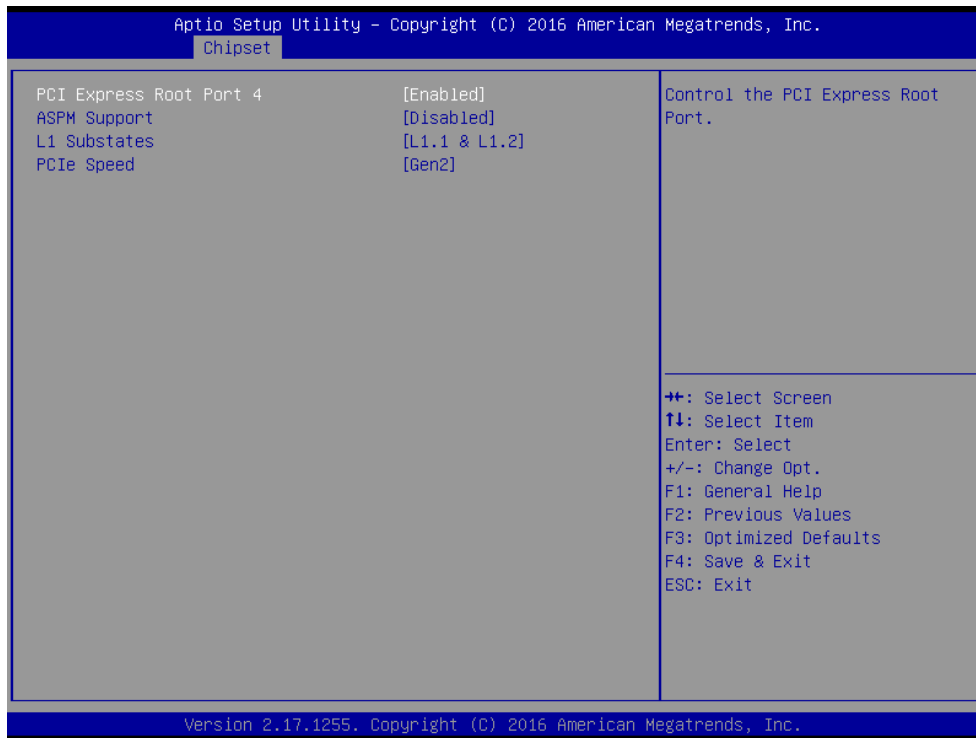 Aptio Setup Utility – Copyright (C) 2016 American Megatrends, Inc.
Chipset
PCI Express Root Port 4 [Enabled]
ASPM Support [Disabled]
L1 Substates [L1.1 & L1.2]
PCIe Speed [Gen2]
Control the PCI Express Root
Port.
→←: Select Screen
↑↓: Select Item
Enter: Select
+/-: Change Opt.
F1: General Help
F2: Previous Values
F3: Optimized Defaults
F4: Save & Exit
ESC: Exit
Version 2.17.1255. Copyright (C) 2016 American Megatrends, Inc.